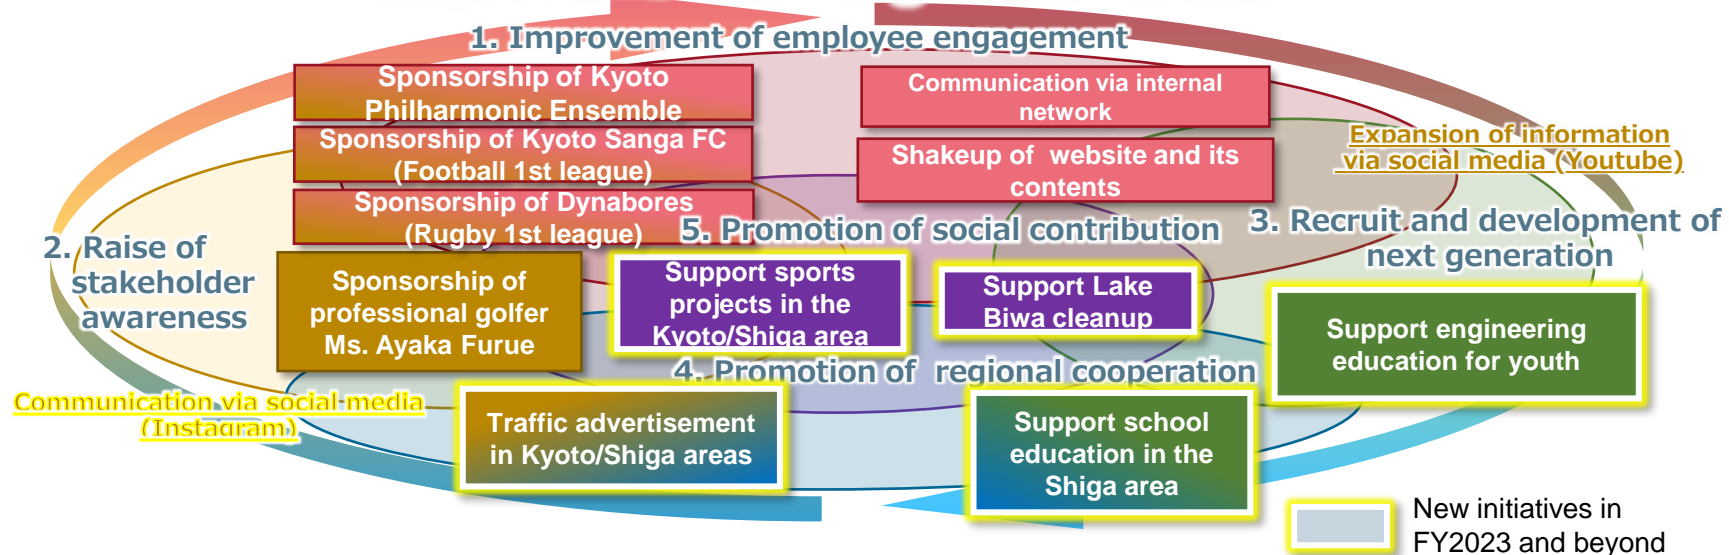 1. Improvement of employee engagement
Sponsorship of Kyoto
Philharmonic Ensemble
Communication via internal
network
Sponsorship of Kyoto Sanga FC
(Football 1st league)
Shakeup of website and its
contents
Expansion of information
via social media (Youtube)
Sponsorship of Dynabores
(Rugby 1st league)
5. Promotion of social contribution
3. Recruit and development of
next generation
2. Raise of
stakeholder
awareness
Sponsorship of
professional golfer
Ms. Ayaka Furue
Support sports
projects in the
Kyoto/Shiga area
Support Lake
Biwa cleanup
Support engineering
education for youth
4. Promotion of regional cooperation
Communication via social media
(Instagram)
Traffic advertisement
in Kyoto/Shiga areas
Support school
education in the
Shiga area
New initiatives in
FY2023 and beyond